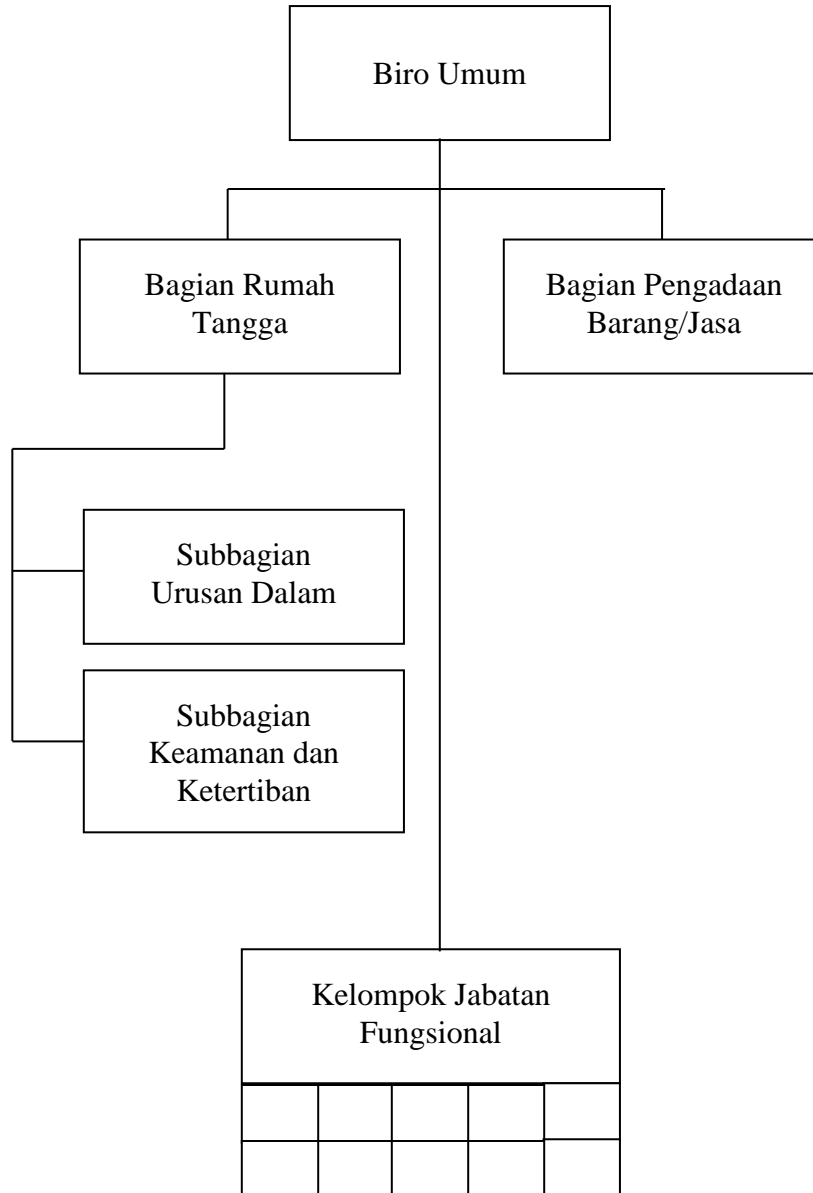 Biro Umum
Bagian Rumah
Tangga
Bagian Pengadaan
Barang/Jasa
Subbagian
Urusan Dalam
Subbagian
Keamanan dan
Ketertiban
Kelompok Jabatan
Fungsional